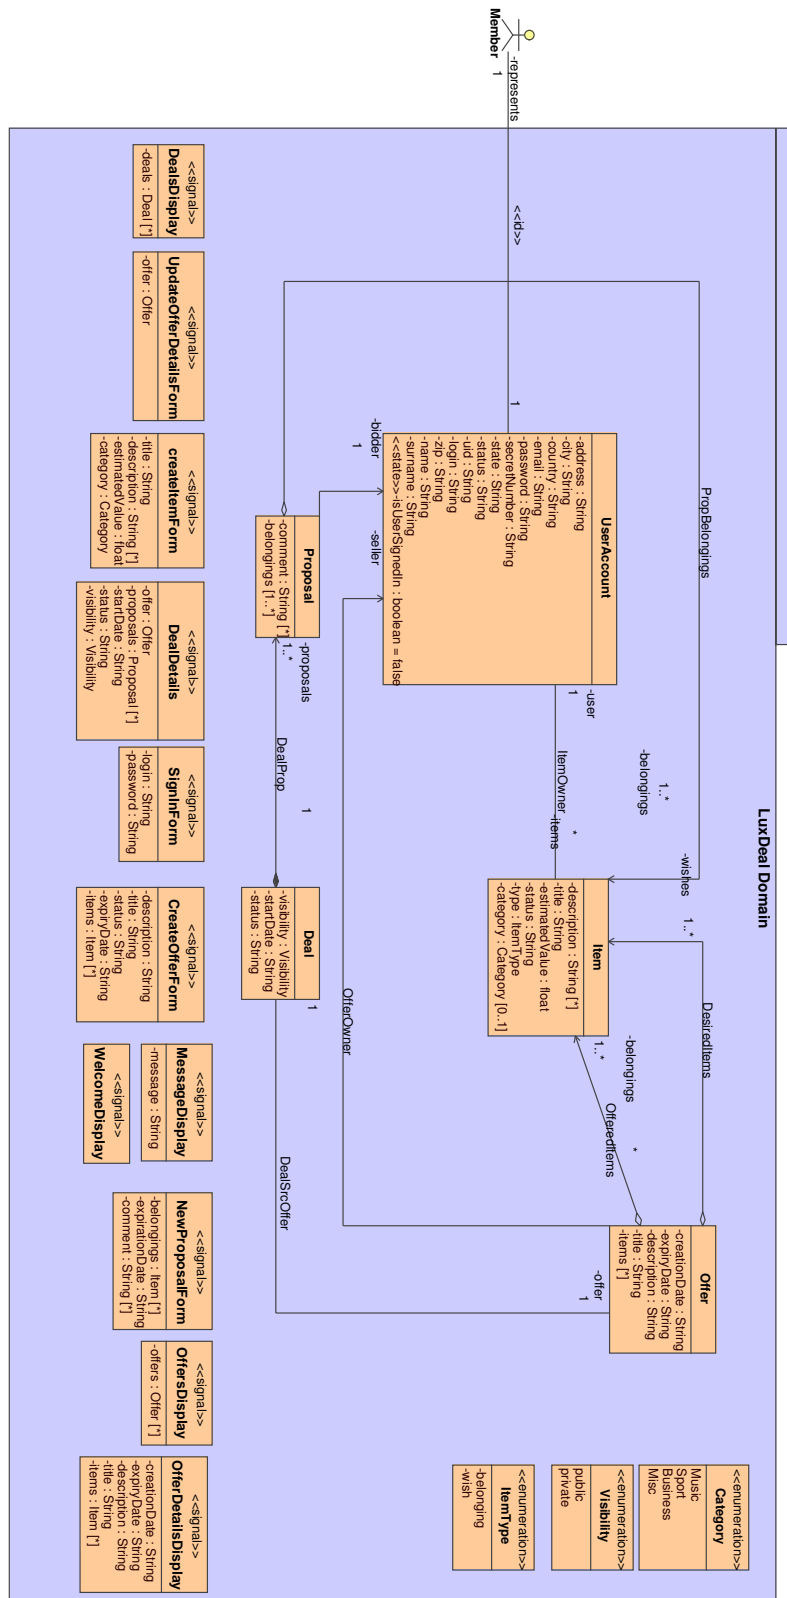 LuxDeal Domain
Member
-represents
1
<<id>>
1
UserAccount
-address : String
-city : String
-country : String
-email : String
-password : String
-secretNumber : String
-state : String
-status : String
-uid : String
-login : String
-zip : String
-name : String
-surname : String
<<state>>-isUserSignedIn : boolean = false
-bidder
1
-seller
-user
1
ItemOwner
-items
*
PropBelongings
-belongings
1..*
-wishes
1..*
DesiredItems
Item
-description : String [*]
-title : String
-estimatedValue : float
-status : String
-type : ItemType
-category : Category [0..1]
-belongings
1..*
OfferedItems
*
Offer
-creationDate : String
-expiryDate : String
-description : String
-title : String
-items [*]
-offer
1
OfferOwner
DealSrcOffer
Proposal
-comment : String [*]
-belongings [1..*]
-proposals
1..*
DealProp
1
Deal
-visibility : Visibility
-startDate : String
-status : String
1
<<enumeration>>
Category
Music
Sport
Business
Misc
<<enumeration>>
Visibility
public
private
<<enumeration>>
ItemType
-belonging
-wish
<<signal>>
DealsDisplay
-deals : Deal [*]
<<signal>>
UpdateOfferDetailsForm
-offer : Offer
<<signal>>
createItemForm
-title : String
-description : String [*]
-estimatedValue : float
-category : Category
<<signal>>
DealDetails
-offer : Offer
-proposals : Proposal [*]
-startDate : String
-status : String
-visibility : Visibility
<<signal>>
SignInForm
-login : String
-password : String
<<signal>>
CreateOfferForm
-description : String
-title : String
-status : String
-expiryDate : String
-items : Item [*]
<<signal>>
MessageDisplay
-message : String
<<signal>>
WelcomeDisplay
<<signal>>
NewProposalForm
-belongings : Item [*]
-expirationDate : String
-comment : String [*]
<<signal>>
OffersDisplay
-offers : Offer [*]
<<signal>>
OfferDetailsDisplay
-creationDate : String
-expiryDate : String
-description : String
-title : String
-items : Item [*]